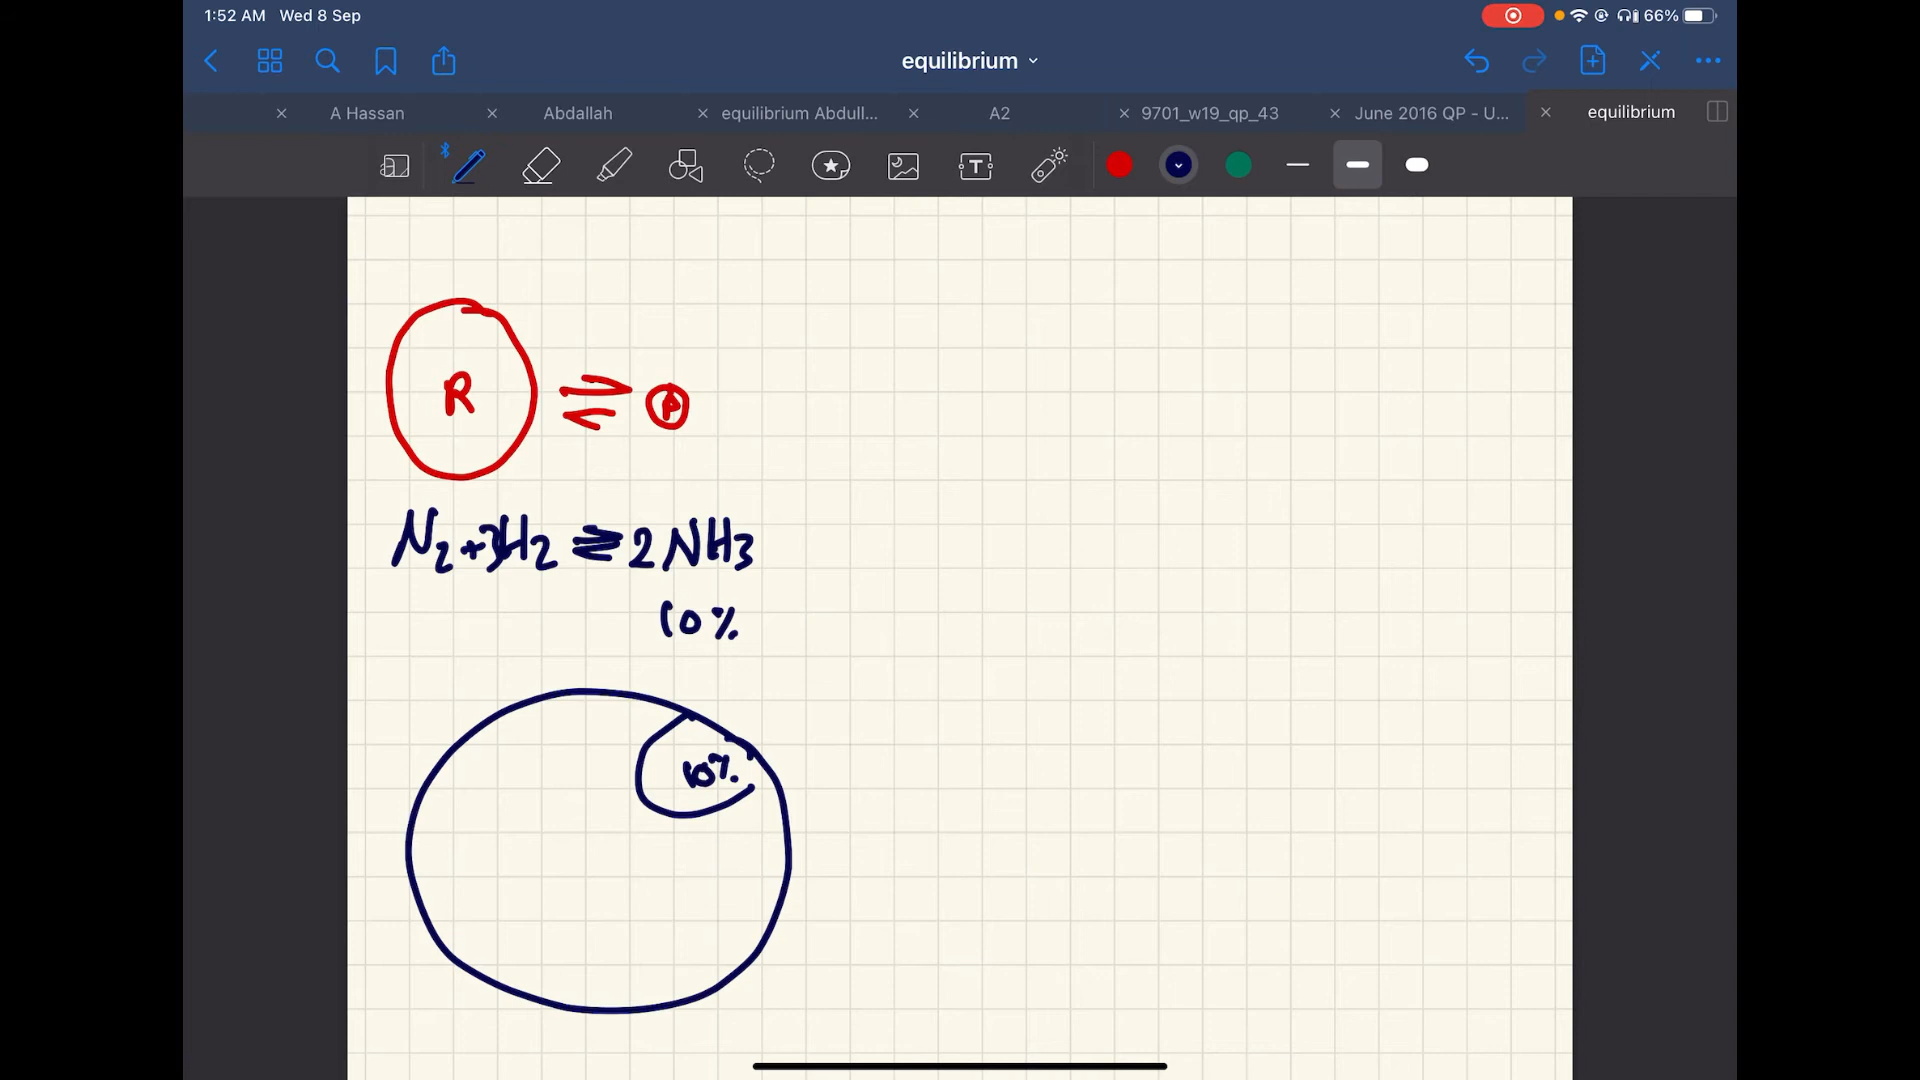 1:52 AM Wed 8 Sep
66%
equilibrium
A Hassan
Abdallah
equilibrium Abdull...
A2
9701_w19_qp_43
June 2016 QP - U...
equilibrium
T
R ⇌ P
N2+3H2 ⇌ 2NH3
10%
10%